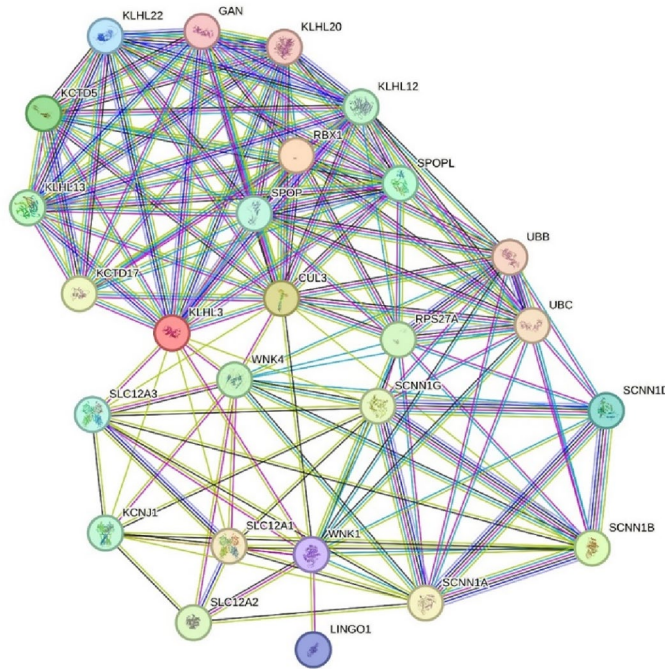 KLHL22
GAN
KLHL20
KCTD5
KLHL12
RBX1
SPOPL
KLHL13
SPOP
UBB
KCTD17
CUL3
UBC
KLHL3
RPS27A
WNK4
SCNN1G
SCNN1D
SLC12A3
KCNJ1
SLC12A1
WNK1
SCNN1B
SCNN1A
SLC12A2
LINGO1